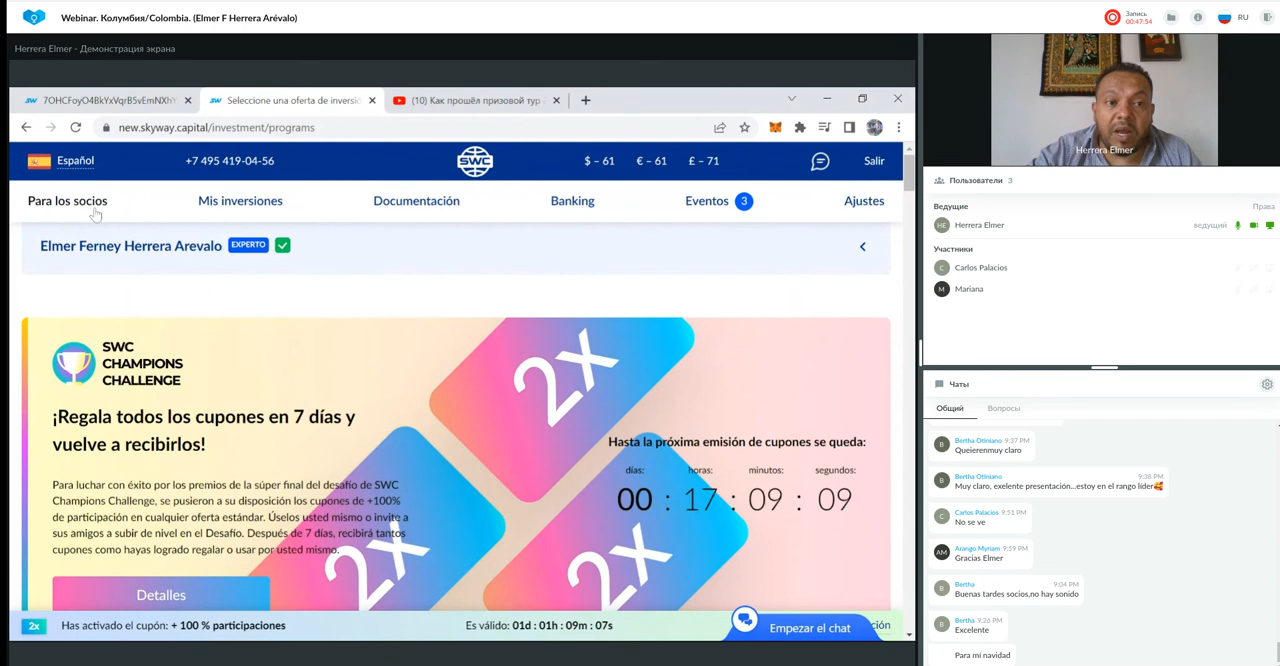 Webinar. Колумбия/Colombia. (Elmer F Herrera Arévalo)
Запись
00:47:54
RU
Herrera Elmer - Демонстрация экрана
7OHCFoyO4BkYxVqrB5vEmNXhY
Seleccione una oferta de inversió
(10) Как прошёл призовой тур
new.skyway.capital/investment/programs
Español
+7 495 419-04-56
SWC
$ – 61
€ – 61
£ – 71
Salir
Para los socios
Mis inversiones
Documentación
Banking
Eventos 3
Ajustes
Elmer Ferney Herrera Arevalo EXPERTO
SWC
CHAMPIONS
CHALLENGE
¡Regala todos los cupones en 7 días y
vuelve a recibirlos!
Para luchar con éxito por los premios de la súper final del desafío de SWC
Champions Challenge, se pusieron a su disposición los cupones de +100%
de participación en cualquier oferta estándar. Úselos usted mismo o invite a
sus amigos a subir de nivel en el Desafío. Después de 7 días, recibirá tantos
cupones como hayas logrado regalar o usar por usted mismo.
Detalles
2x
2x
2x
Hasta la próxima emisión de cupones se queda:
días: horas: minutos: segundos:
00 : 17 : 09 : 09
2x Has activado el cupón: + 100 % participaciones
Es válido: 01d : 01h : 09m : 07s
Empezar el chat
ción
Herrera Elmer
Пользователи 3
Ведущие
Права
HE Herrera Elmer
ведущий
Участники
C Carlos Palacios
M Mariana
Чаты
Общий
Вопросы
B Bertha Otiniano 9:37 PM
Queierenmuy claro
B Bertha Otiniano 9:38 PM
Muy claro, exelente presentación...estoy en el rango lider🥰
C Carlos Palacios 9:51 PM
No se ve
AM Arango Myriam 9:59 PM
Gracias Elmer
B Bertha 9:04 PM
Buenas tardes socios,no hay sonido
B Bertha 9:26 PM
Excelente
Para mi navidad